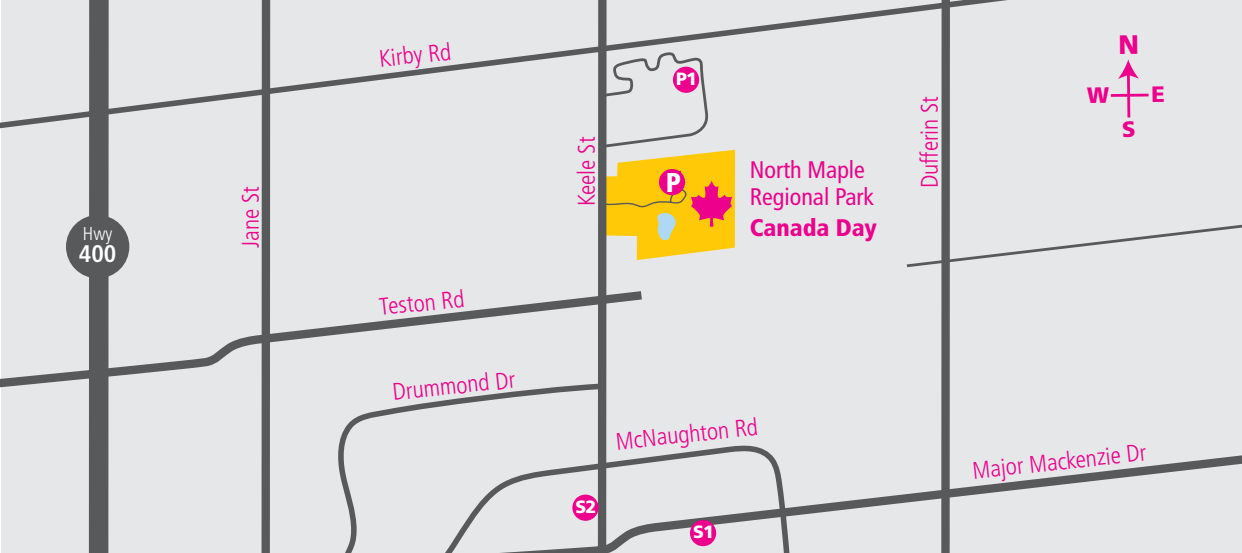 Kirby Rd
P1
N
W
E
S
Keele St
Dufferin St
P
North Maple
Regional Park
Canada Day
Jane St
Hwy
400
Teston Rd
Drummond Dr
McNaughton Rd
Major Mackenzie Dr
S2
S1